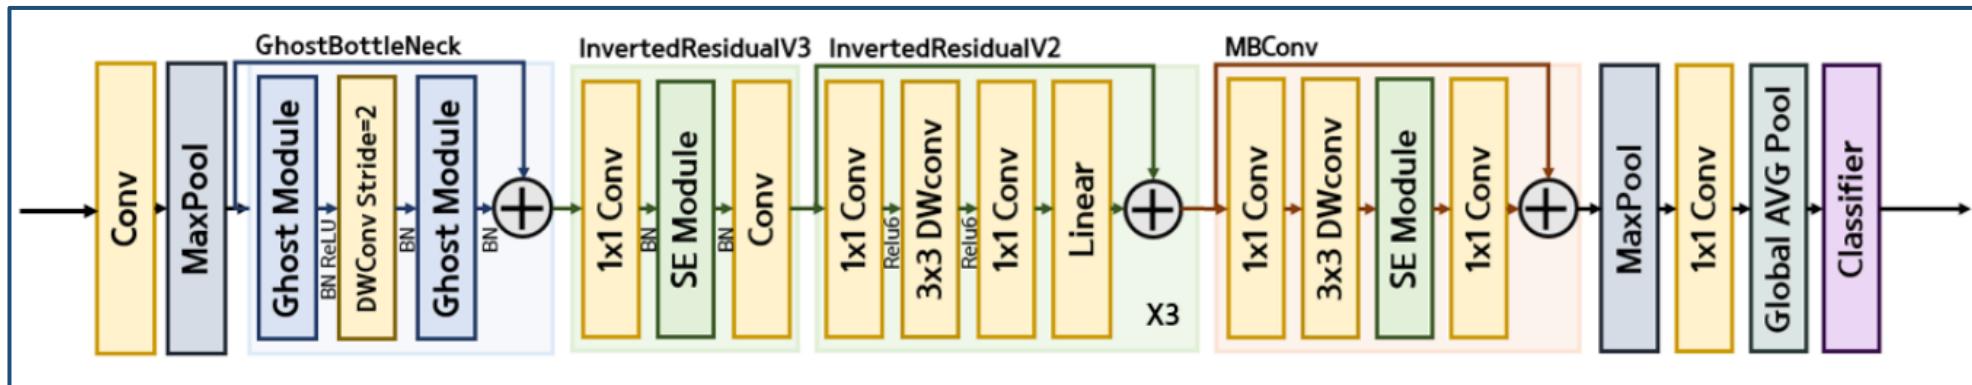 GhostBottleNeck
InvertedResidualV3
InvertedResidualV2
MBConv
Conv
MaxPool
Ghost Module
BN ReLU
DWConv Stride=2
BN
Ghost Module
BN
1x1 Conv
BN
SE Module
BN
Conv
1x1 Conv
Relu6
3x3 DWconv
Relu6
1x1 Conv
Linear
X3
1x1 Conv
3x3 DWconv
SE Module
1x1 Conv
MaxPool
1x1 Conv
Global AVG Pool
Classifier